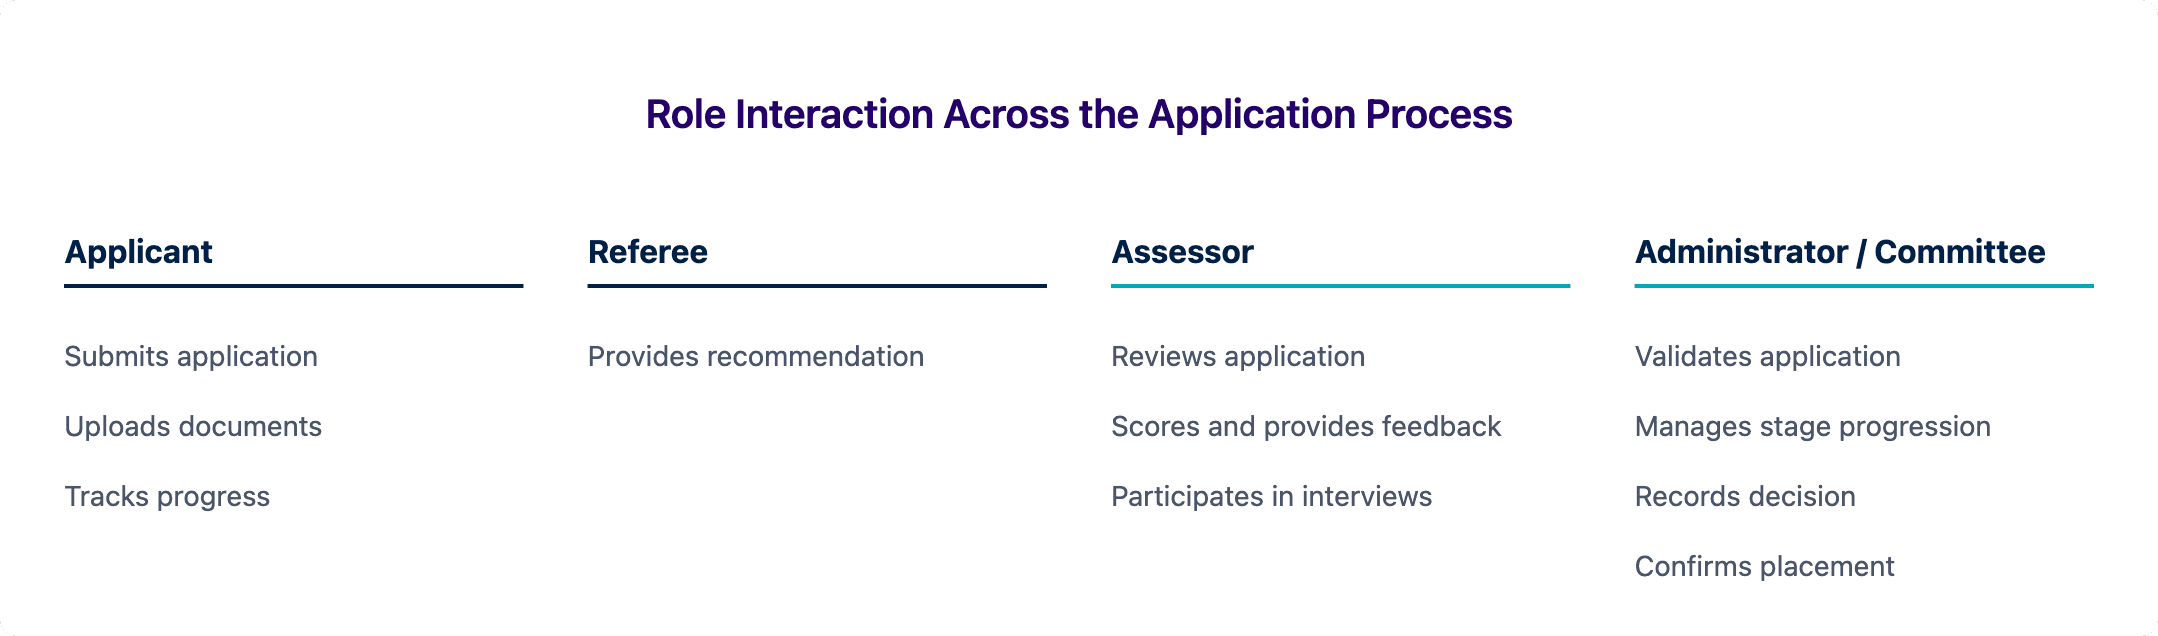 Role Interaction Across the Application Process
Applicant
Submits application
Uploads documents
Tracks progress
Referee
Provides recommendation
Assessor
Reviews application
Scores and provides feedback
Participates in interviews
Administrator / Committee
Validates application
Manages stage progression
Records decision
Confirms placement